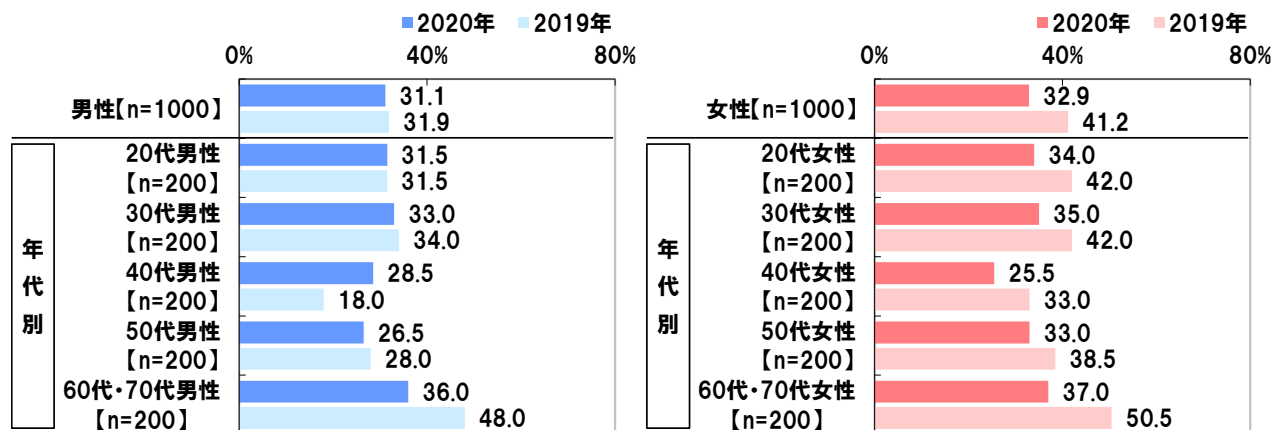 ■2020年 ■2019年
0% 40% 80%
男性【n=1000】 31.1
31.9
年代別
20代男性 31.5
【n=200】 31.5
30代男性 33.0
【n=200】 34.0
40代男性 28.5
【n=200】 18.0
50代男性 26.5
【n=200】 28.0
60代・70代男性 36.0
【n=200】 48.0
■2020年 ■2019年
0% 40% 80%
女性【n=1000】 32.9
41.2
年代別
20代女性 34.0
【n=200】 42.0
30代女性 35.0
【n=200】 42.0
40代女性 25.5
【n=200】 33.0
50代女性 33.0
【n=200】 38.5
60代・70代女性 37.0
【n=200】 50.5